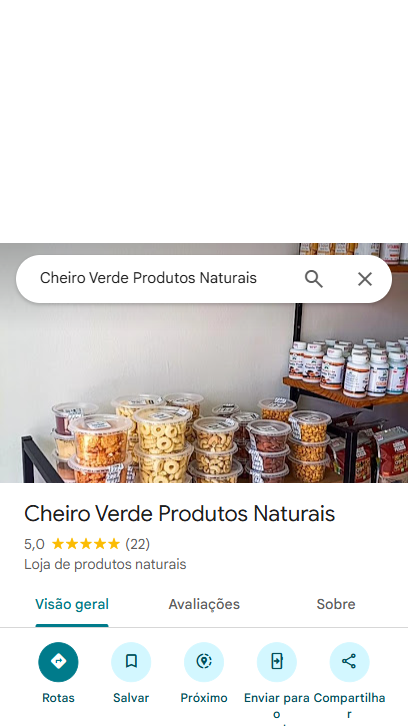 Cheiro Verde Produtos Naturais
Cheiro Verde Produtos Naturais
5,0 (22)
Loja de produtos naturais
Visão geral Avaliações Sobre
Rotas Salvar Próximo Enviar para o Compartilhar